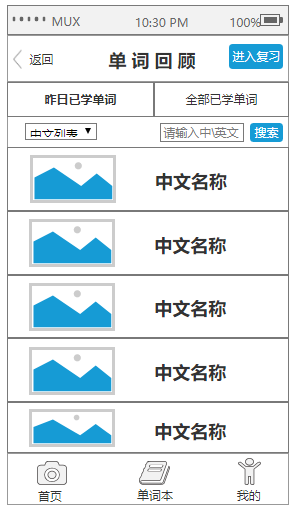 MUX 10:30 PM 100%
返回 单词回顾 进入复习
昨日已学单词 全部已学单词
中文列表 请输入中\英文 搜索
中文名称
中文名称
中文名称
中文名称
中文名称
首页 单词本 我的